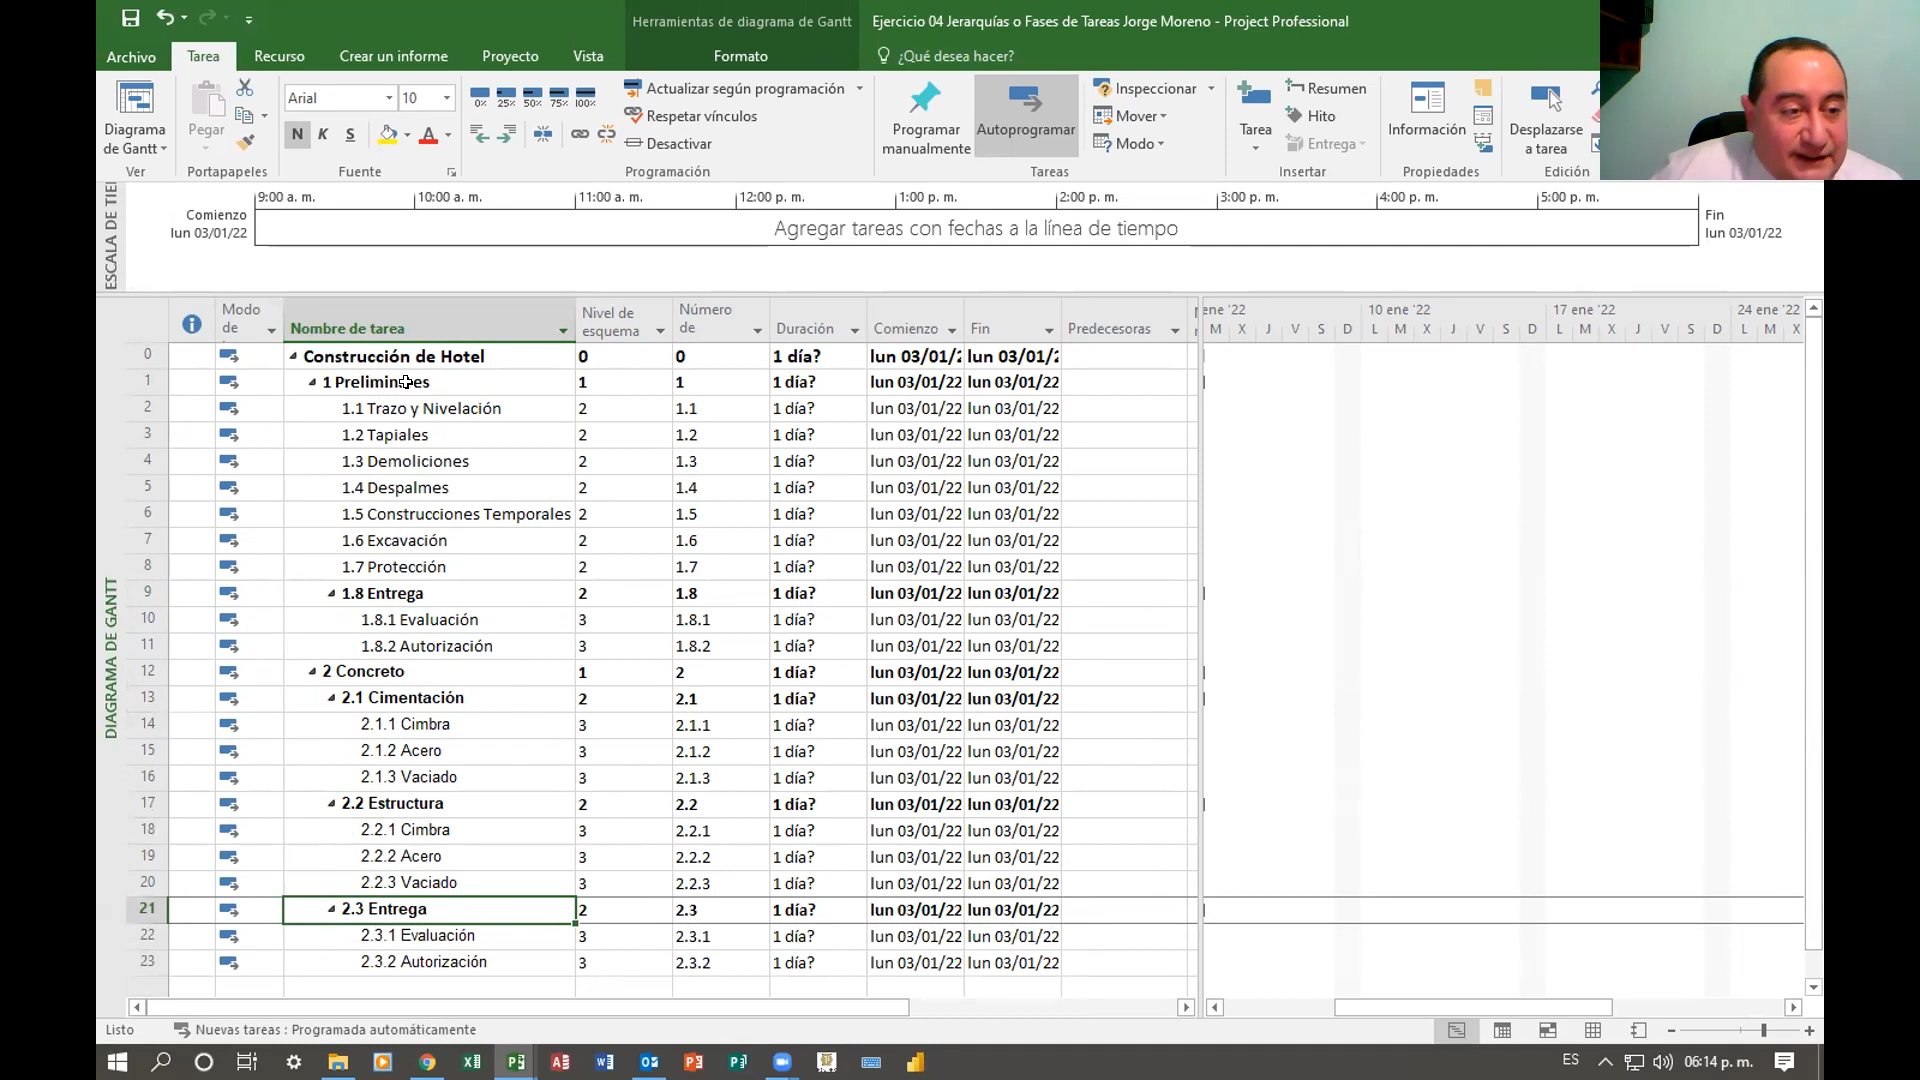 Herramientas de diagrama de Gantt
Ejercicio 04 Jerarquías o Fases de Tareas Jorge Moreno - Project Professional
Archivo Tarea Recurso Crear un informe Proyecto Vista Formato ¿Qué desea hacer?
Diagrama de Gantt
Ver
Pegar
Portapapeles
Arial 10
N K S A
Fuente
0% 25% 50% 75% 100%
Actualizar según programación
Respetar vínculos
Desactivar
Programación
Programar manualmente
Autoprogramar
Inspeccionar
Mover
Modo
Tareas
Tarea
Resumen
Hito
Entrega
Insertar
Información
Propiedades
Desplazarse a tarea
Edición
ESCALA DE TIE
9:00 a. m. 10:00 a. m. 11:00 a. m. 12:00 p. m. 1:00 p. m. 2:00 p. m. 3:00 p. m. 4:00 p. m. 5:00 p. m.
Comienzo
lun 03/01/22
Agregar tareas con fechas a la línea de tiempo
Fin
lun 03/01/22
DIAGRAMA DE GANTT
Modo de Nombre de tarea Nivel de esquema Número de Duración Comienzo Fin Predecesoras
ene '22 10 ene '22 17 ene '22 24 ene '22
M X J V S D L M X J V S D L M X J V S D L M X
0 Construcción de Hotel 0 0 1 día? lun 03/01/2 lun 03/01/2
1 1 Preliminares 1 1 1 día? lun 03/01/22 lun 03/01/22
2 1.1 Trazo y Nivelación 2 1.1 1 día? lun 03/01/22 lun 03/01/22
3 1.2 Tapiales 2 1.2 1 día? lun 03/01/22 lun 03/01/22
4 1.3 Demoliciones 2 1.3 1 día? lun 03/01/22 lun 03/01/22
5 1.4 Despalmes 2 1.4 1 día? lun 03/01/22 lun 03/01/22
6 1.5 Construcciones Temporales 2 1.5 1 día? lun 03/01/22 lun 03/01/22
7 1.6 Excavación 2 1.6 1 día? lun 03/01/22 lun 03/01/22
8 1.7 Protección 2 1.7 1 día? lun 03/01/22 lun 03/01/22
9 1.8 Entrega 2 1.8 1 día? lun 03/01/22 lun 03/01/22
10 1.8.1 Evaluación 3 1.8.1 1 día? lun 03/01/22 lun 03/01/22
11 1.8.2 Autorización 3 1.8.2 1 día? lun 03/01/22 lun 03/01/22
12 2 Concreto 1 2 1 día? lun 03/01/22 lun 03/01/22
13 2.1 Cimentación 2 2.1 1 día? lun 03/01/22 lun 03/01/22
14 2.1.1 Cimbra 3 2.1.1 1 día? lun 03/01/22 lun 03/01/22
15 2.1.2 Acero 3 2.1.2 1 día? lun 03/01/22 lun 03/01/22
16 2.1.3 Vaciado 3 2.1.3 1 día? lun 03/01/22 lun 03/01/22
17 2.2 Estructura 2 2.2 1 día? lun 03/01/22 lun 03/01/22
18 2.2.1 Cimbra 3 2.2.1 1 día? lun 03/01/22 lun 03/01/22
19 2.2.2 Acero 3 2.2.2 1 día? lun 03/01/22 lun 03/01/22
20 2.2.3 Vaciado 3 2.2.3 1 día? lun 03/01/22 lun 03/01/22
21 2.3 Entrega 2 2.3 1 día? lun 03/01/22 lun 03/01/22
22 2.3.1 Evaluación 3 2.3.1 1 día? lun 03/01/22 lun 03/01/22
23 2.3.2 Autorización 3 2.3.2 1 día? lun 03/01/22 lun 03/01/22
Listo Nuevas tareas : Programada automáticamente
ES 06:14 p. m.